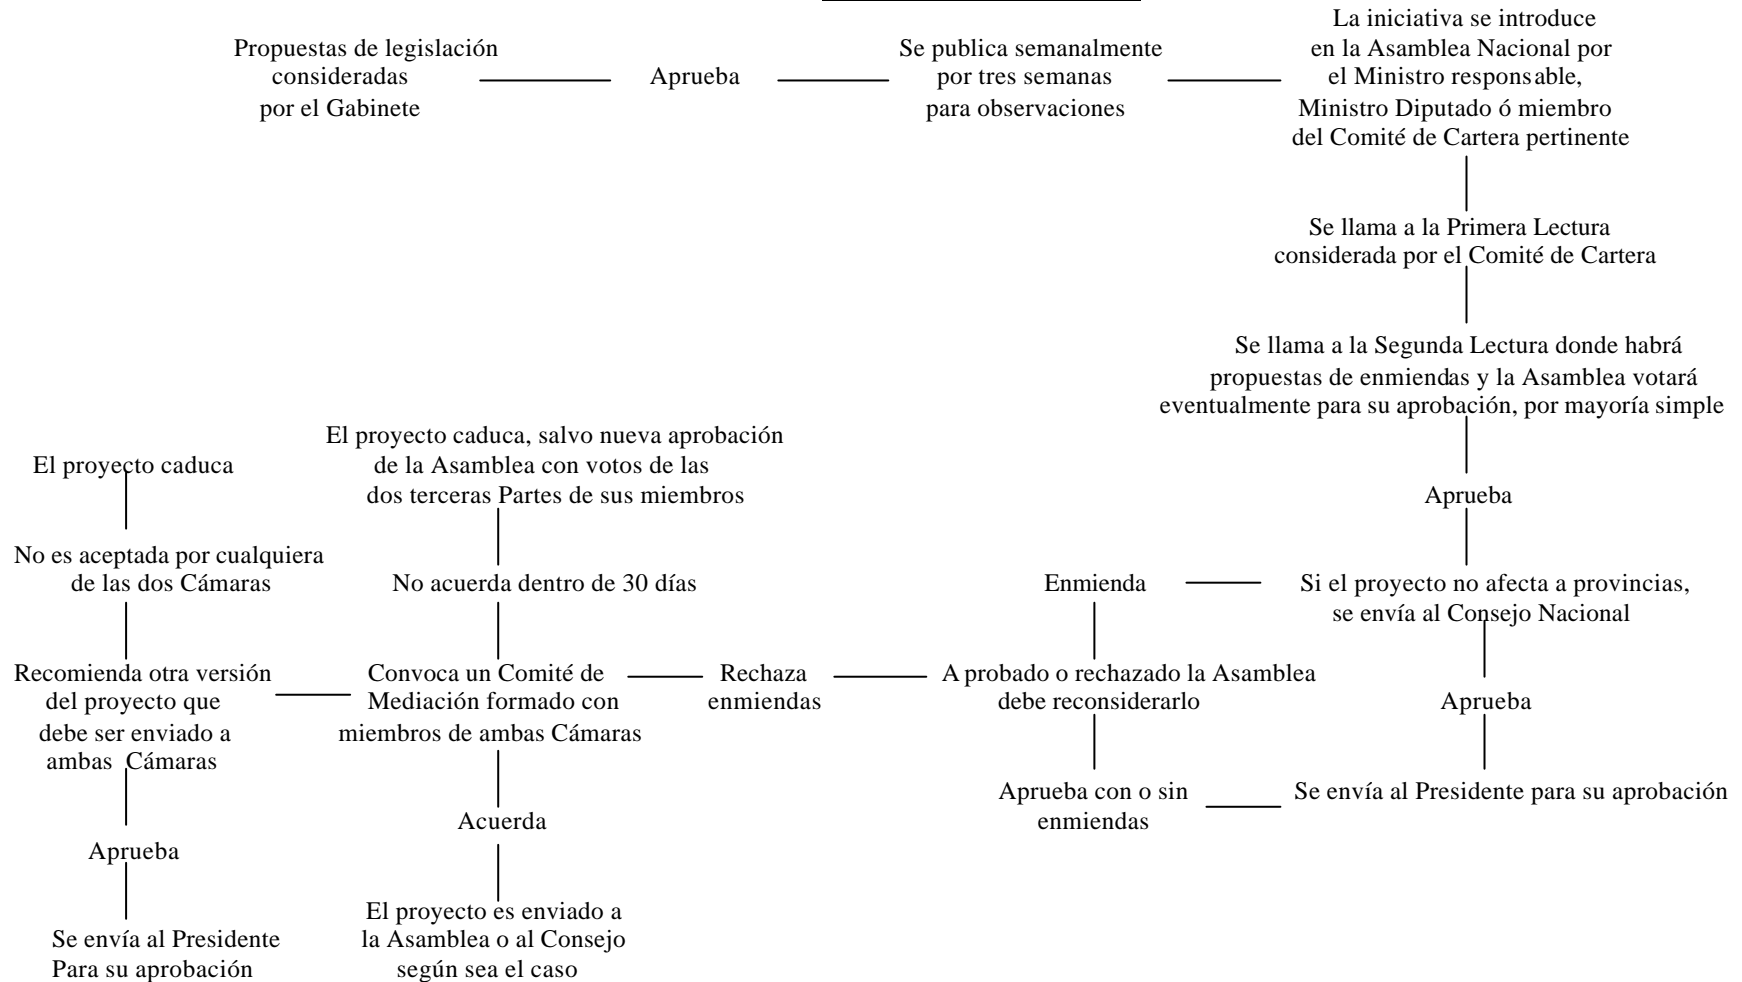 Propuestas de legislación
consideradas
por el Gabinete
Aprueba
Se publica semanalmente
por tres semanas
para observaciones
La iniciativa se introduce
en la Asamblea Nacional por
el Ministro responsable,
Ministro Diputado ó miembro
del Comité de Cartera pertinente
Se llama a la Primera Lectura
considerada por el Comité de Cartera
Se llama a la Segunda Lectura donde habrá
propuestas de enmiendas y la Asamblea votará
eventualmente para su aprobación, por mayoría simple
Aprueba
Si el proyecto no afecta a provincias,
se envía al Consejo Nacional
Aprueba
Se envía al Presidente para su aprobación
Enmienda
A probado o rechazado la Asamblea
debe reconsiderarlo
Aprueba con o sin
enmiendas
Rechaza
enmiendas
El proyecto caduca, salvo nueva aprobación
de la Asamblea con votos de las
dos terceras Partes de sus miembros
No acuerda dentro de 30 días
Convoca un Comité de
Mediación formado con
miembros de ambas Cámaras
Acuerda
El proyecto es enviado a
la Asamblea o al Consejo
según sea el caso
El proyecto caduca
No es aceptada por cualquiera
de las dos Cámaras
Recomienda otra versión
del proyecto que
debe ser enviado a
ambas Cámaras
Aprueba
Se envía al Presidente
Para su aprobación